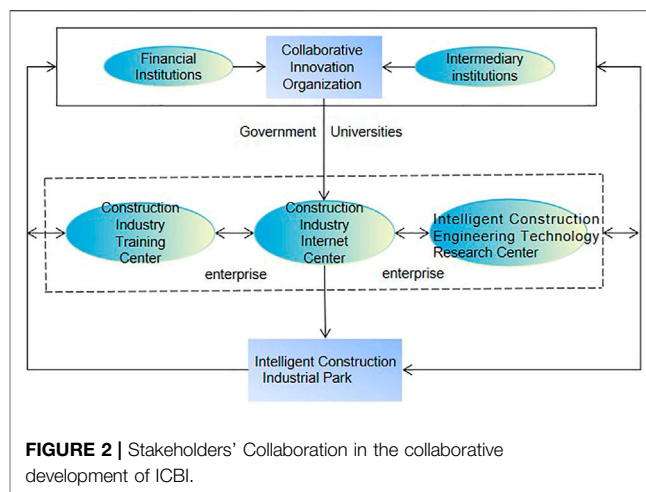 Financial
Institutions
Collaborative
Innovation
Organization
Intermediary
institutions
Government
Universities
Construction
Industry
Training
Center
Construction
Industry
Internet
Center
Intelligent Construction
Engineering Technology
Research Center
enterprise
enterprise
Intelligent Construction
Industrial Park
FIGURE 2 | Stakeholders’ Collaboration in the collaborative
development of ICBI.